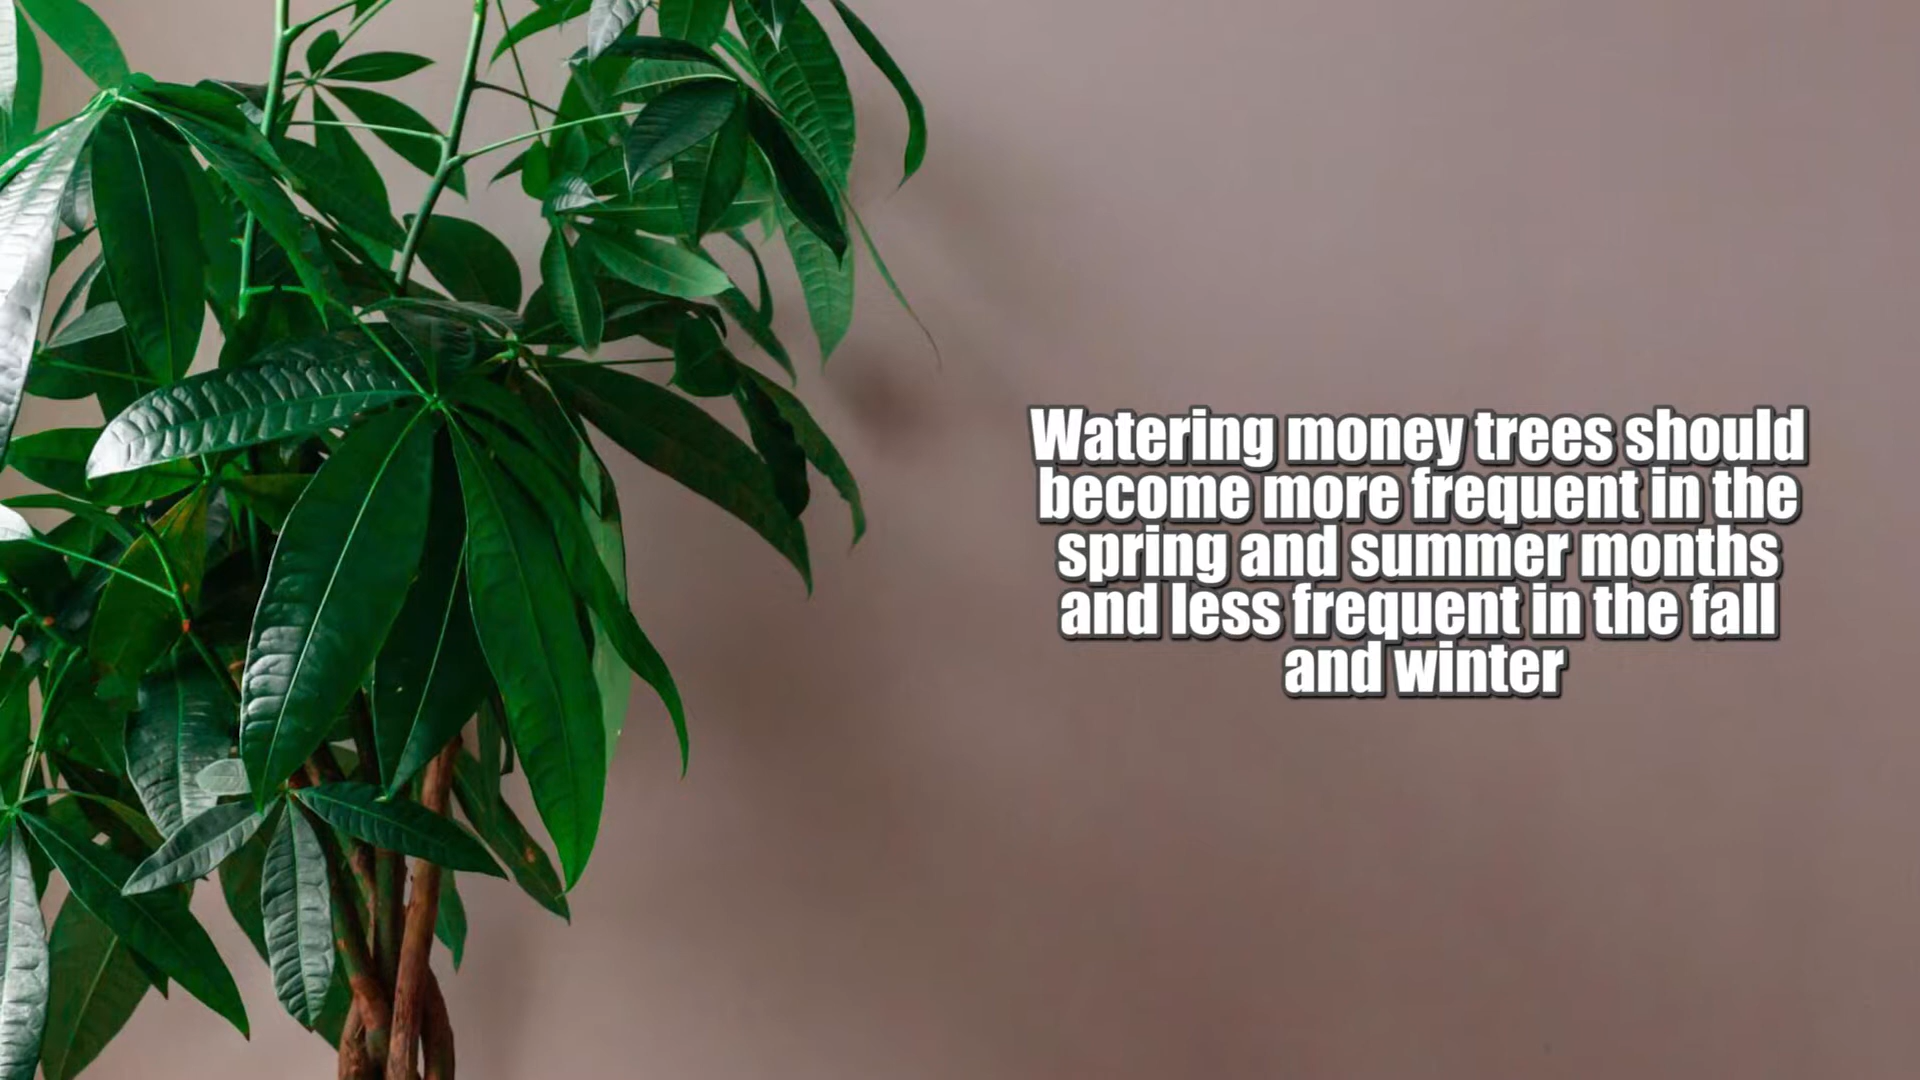 Watering money trees should
become more frequent in the
spring and summer months
and less frequent in the fall
and winter